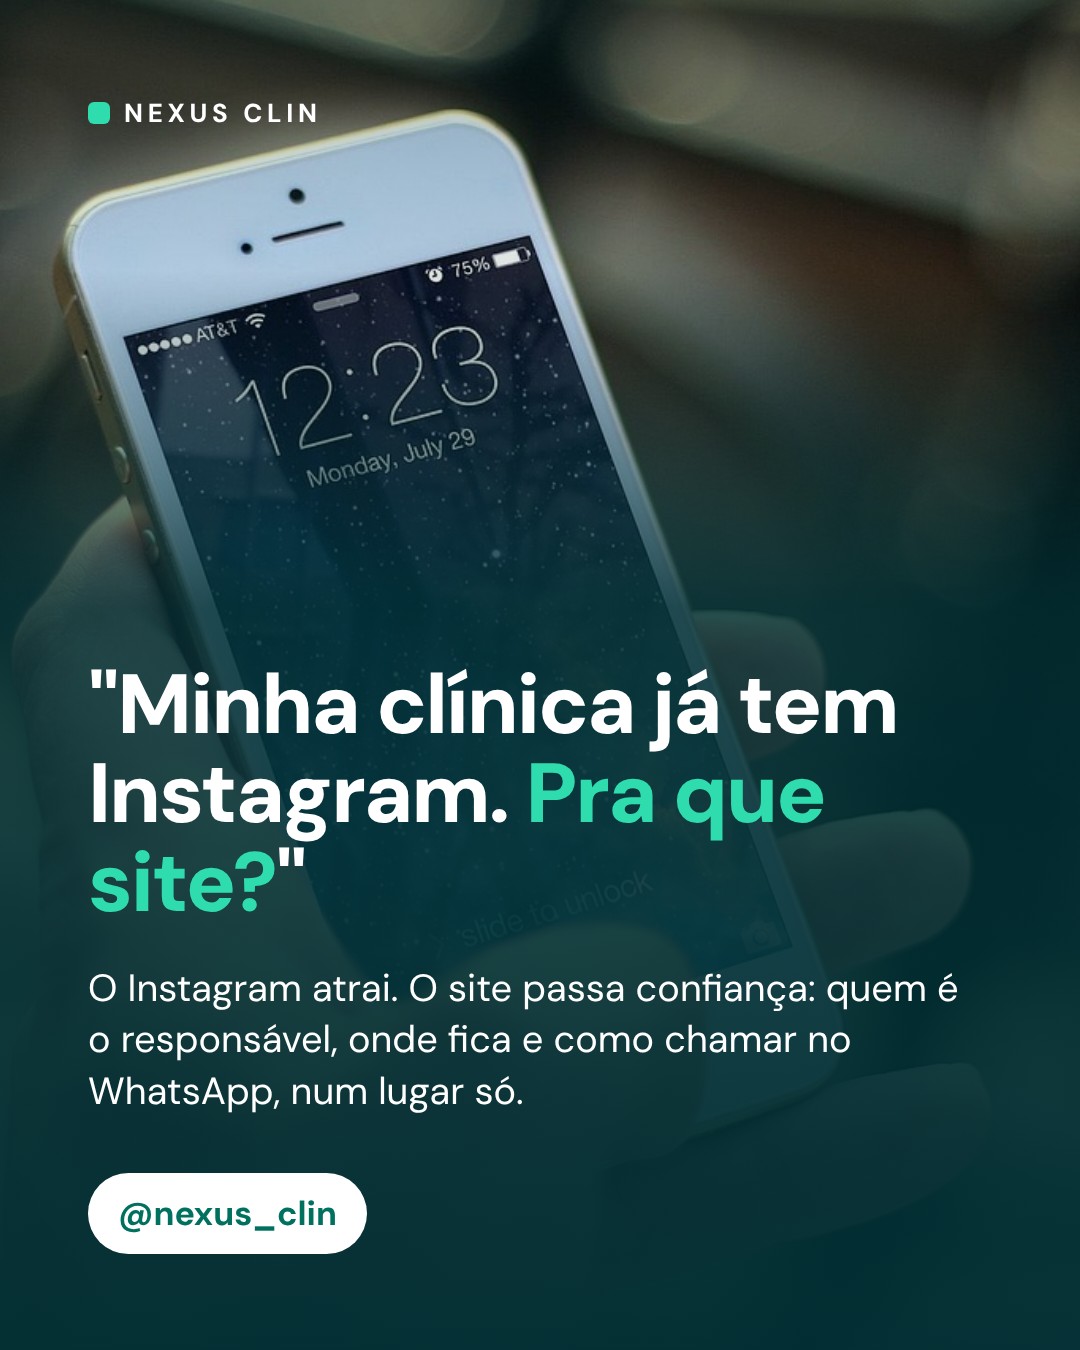 NEXUS CLIN
75%
AT&T
12:23
Monday, July 29
"Minha clínica já tem
Instagram. Pra que
site?"
slide to unlock
O Instagram atrai. O site passa confiança: quem é
o responsável, onde fica e como chamar no
WhatsApp, num lugar só.
@nexus_clin